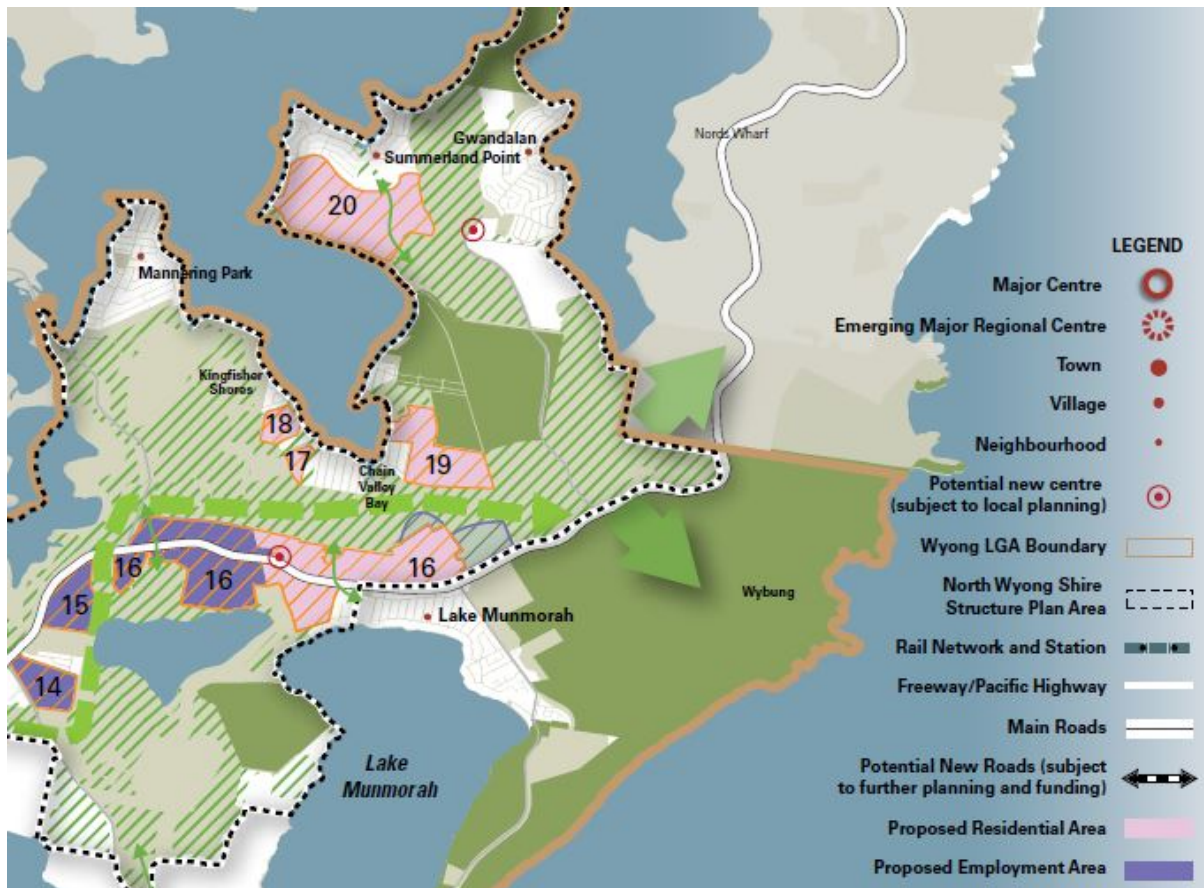 Nords Wharf
Gwandalan
Summerland Point
20
Mannering Park
Kingfisher
Shores
18
17
Chain
Valley
Bay
19
16
16
16
15
14
Lake Munmorah
Wybung
Lake
Munmorah
LEGEND
Major Centre
Emerging Major Regional Centre
Town
Village
Neighbourhood
Potential new centre
(subject to local planning)
Wyong LGA Boundary
North Wyong Shire
Structure Plan Area
Rail Network and Station
Freeway/Pacific Highway
Main Roads
Potential New Roads (subject
to further planning and funding)
Proposed Residential Area
Proposed Employment Area